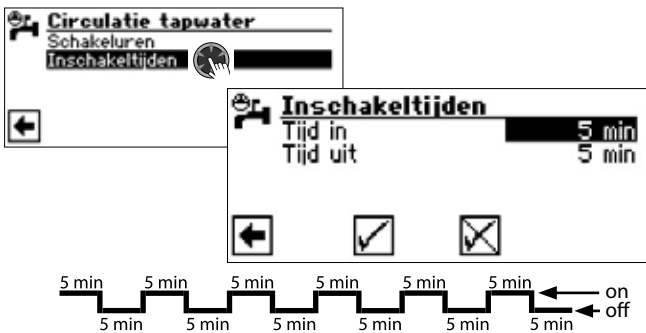 Circulatie tapwater
Schakeluren
Inschakeltijden
Inschakeltijden
Tijd in 5 min
Tijd uit 5 min
5 min 5 min 5 min 5 min 5 min 5 min
on
off
5 min 5 min 5 min 5 min 5 min 5 min